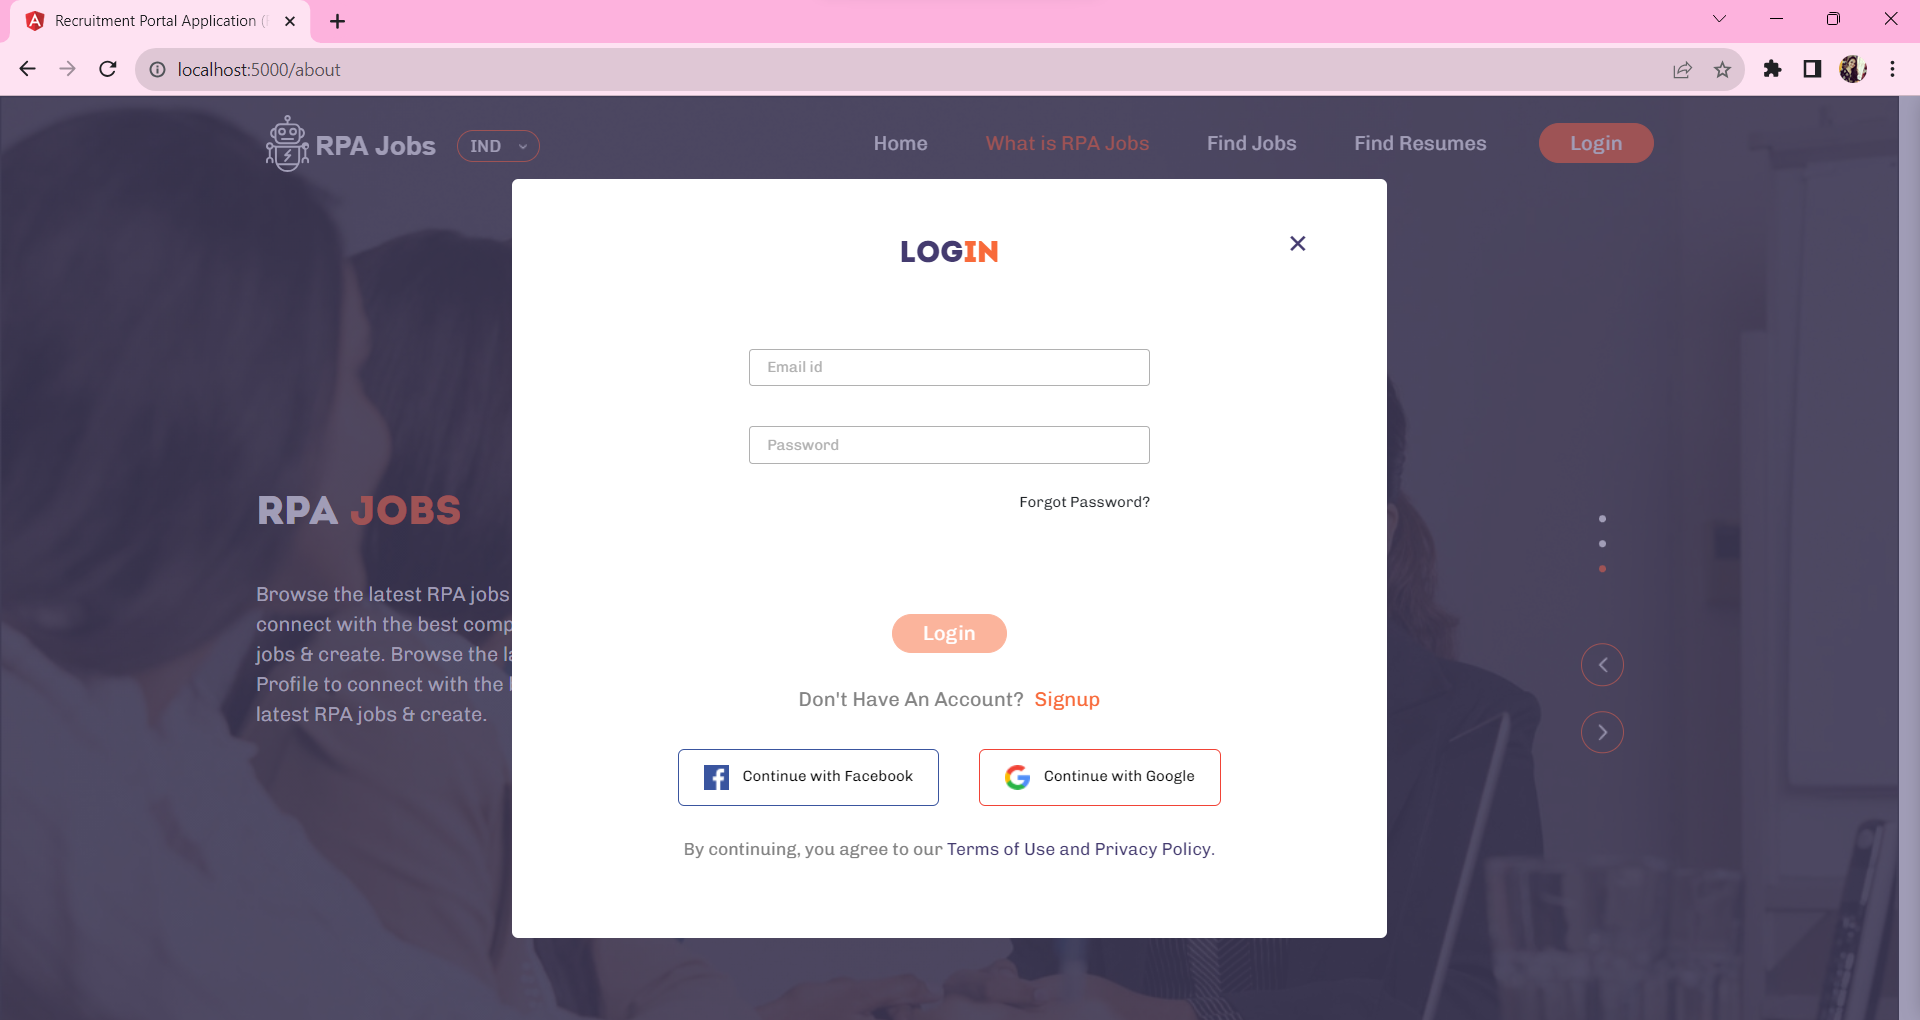 Recruitment Portal Application (
localhost:5000/about
RPA Jobs
IND
Home
What is RPA Jobs
Find Jobs
Find Resumes
Login
LOGIN
Email id
Password
Forgot Password?
RPA JOBS
Browse the latest RPA jobs
connect with the best comp
jobs & create. Browse the
Profile to connect with the
latest RPA jobs & create.
Login
Don't Have An Account? Signup
Continue with Facebook
Continue with Google
By continuing, you agree to our Terms of Use and Privacy Policy.